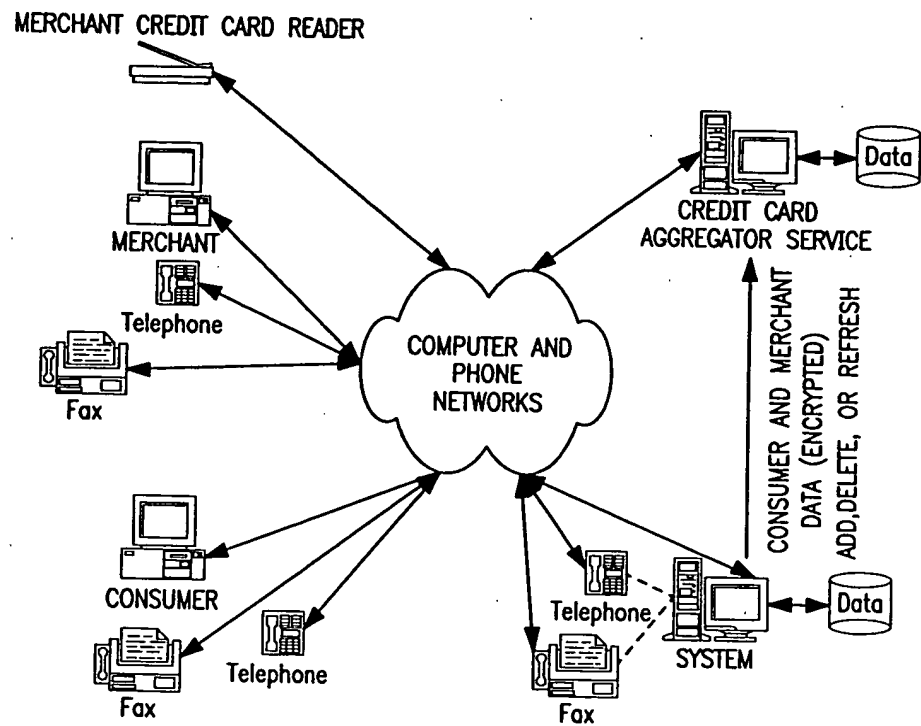 MERCHANT CREDIT CARD READER
MERCHANT
Telephone
Fax
COMPUTER AND
PHONE
NETWORKS
Data
CREDIT CARD
AGGREGATOR SERVICE
CONSUMER AND MERCHANT
DATA (ENCRYPTED)
ADD,DELETE, OR REFRESH
CONSUMER
Telephone
Fax
Telephone
Fax
SYSTEM
Data